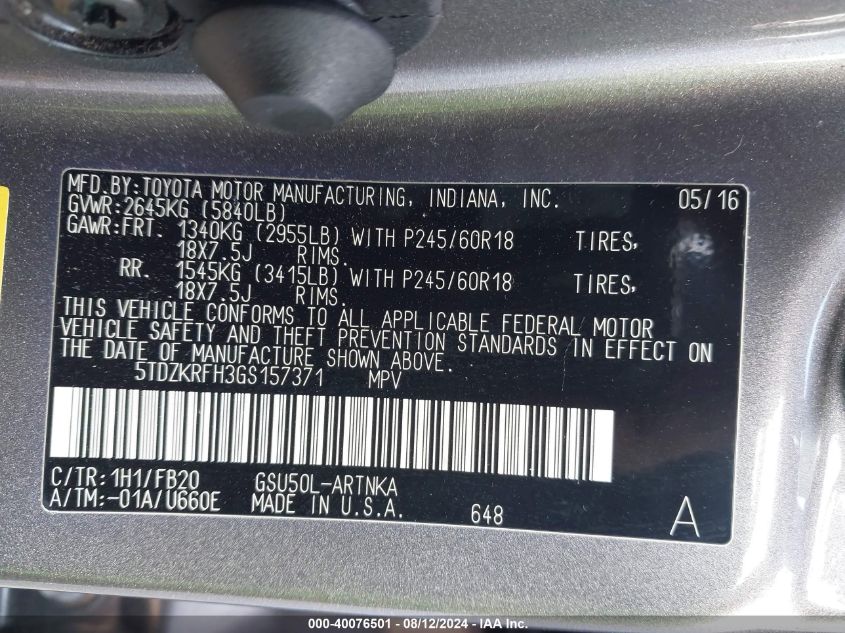 MFD.BY:TOYOTA MOTOR MANUFACTURING, INDIANA, INC. 05/16
GVWR:2645KG (5840LB)
GAWR:FRT. 1340KG (2955LB) WITH P245/60R18 TIRES,
18X7.5J RIMS.
RR. 1545KG (3415LB) WITH P245/60R18 TIRES,
18X7.5J RIMS.
THIS VEHICLE CONFORMS TO ALL APPLICABLE FEDERAL MOTOR
VEHICLE SAFETY AND THEFT PREVENTION STANDARDS IN EFFECT ON
THE DATE OF MANUFACTURE SHOWN ABOVE.
5TDZKRFH3GS157371 MPV
C/TR:1H1/FB20 GSU50L-ARTNKA
A/TM:-01A/U660E MADE IN U.S.A. 648 A
000-40076501 - 08/12/2024 - IAAI.COM